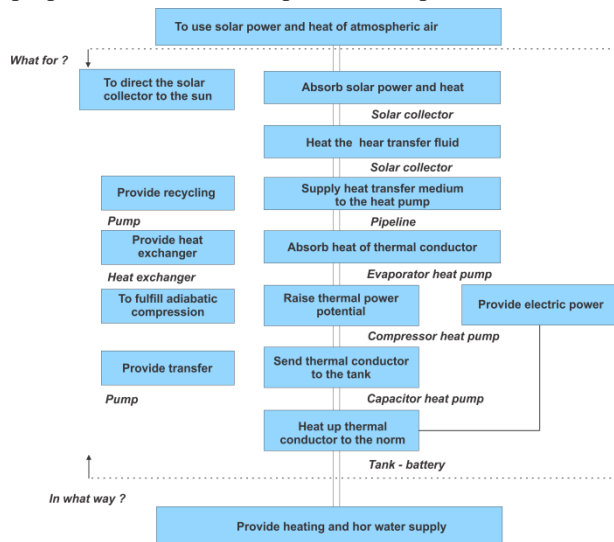 To use solar power and heat of atmospheric air
What for ?
To direct the solar
collector to the sun
Absorb solar power and heat
Solar collector
Heat the hear transfer fluid
Solar collector
Provide recycling
Supply heat transfer medium
to the heat pump
Pump
Pipeline
Provide heat
exchanger
Absorb heat of thermal conductor
Heat exchanger
Evaporator heat pump
To fulfill adiabatic
compression
Raise thermal power
potential
Provide electric power
Compressor heat pump
Provide transfer
Send thermal conductor
to the tank
Pump
Capacitor heat pump
Heat up thermal
conductor to the norm
Tank - battery
In what way ?
Provide heating and hor water supply